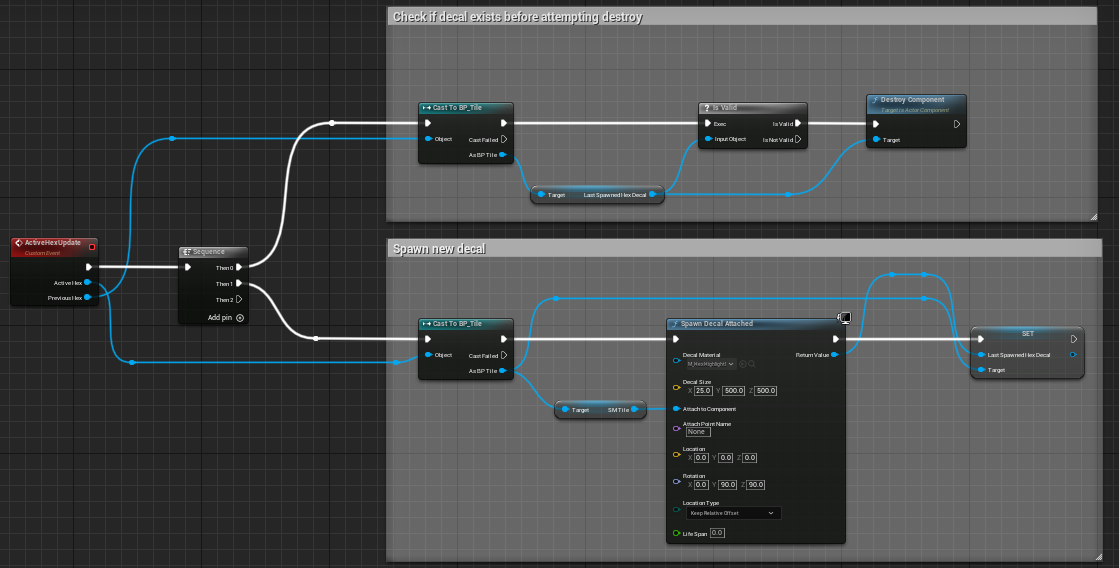 Check if decal exists before attempting destroy
Cast To BP_Tile
Object
Cast Failed
As BP Tile
Is Valid
Exec
Is Valid
Input Object
Is Not Valid
Destroy Component
Target is Actor Component
Target
Target
Last Spawned Hex Decal
ActiveHexUpdate
Custom Event
Active Hex
Previous Hex
Sequence
Then 0
Then 1
Then 2
Add pin
Spawn new decal
Cast To BP_Tile
Object
Cast Failed
As BP Tile
Target
SM Tile
Spawn Decal Attached
Return Value
Decal Material
M_HexHighlight
Decal Size
X 25.0 Y 500.0 Z 500.0
Attach to Component
Attach Point Name
None
Location
X 0.0 Y 0.0 Z 0.0
Rotation
X 0.0 Y 90.0 Z 90.0
Location Type
Keep Relative Offset
Life Span 0.0
SET
Last Spawned Hex Decal
Target